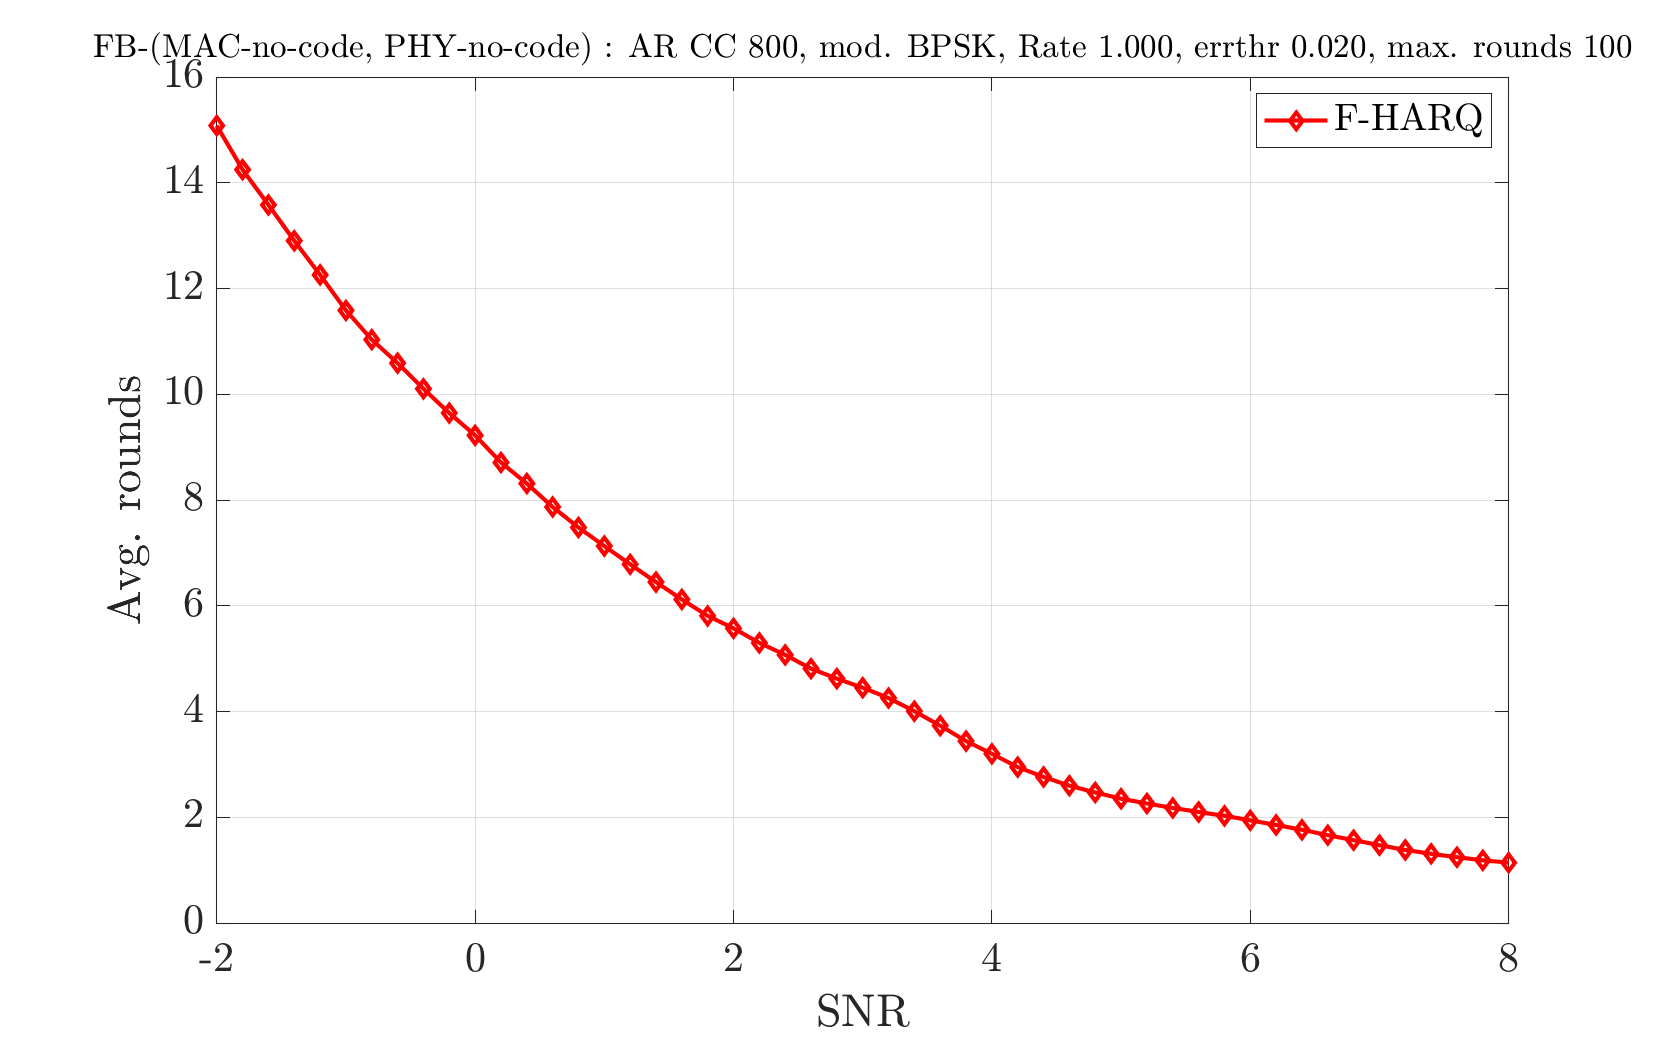 FB-(MAC-no-code, PHY-no-code) : AR CC 800, mod. BPSK, Rate 1.000, errthr 0.020, max. rounds 100
F-HARQ
16
14
12
10
8
6
4
2
0
Avg. rounds
-2 0 2 4 6 8
SNR